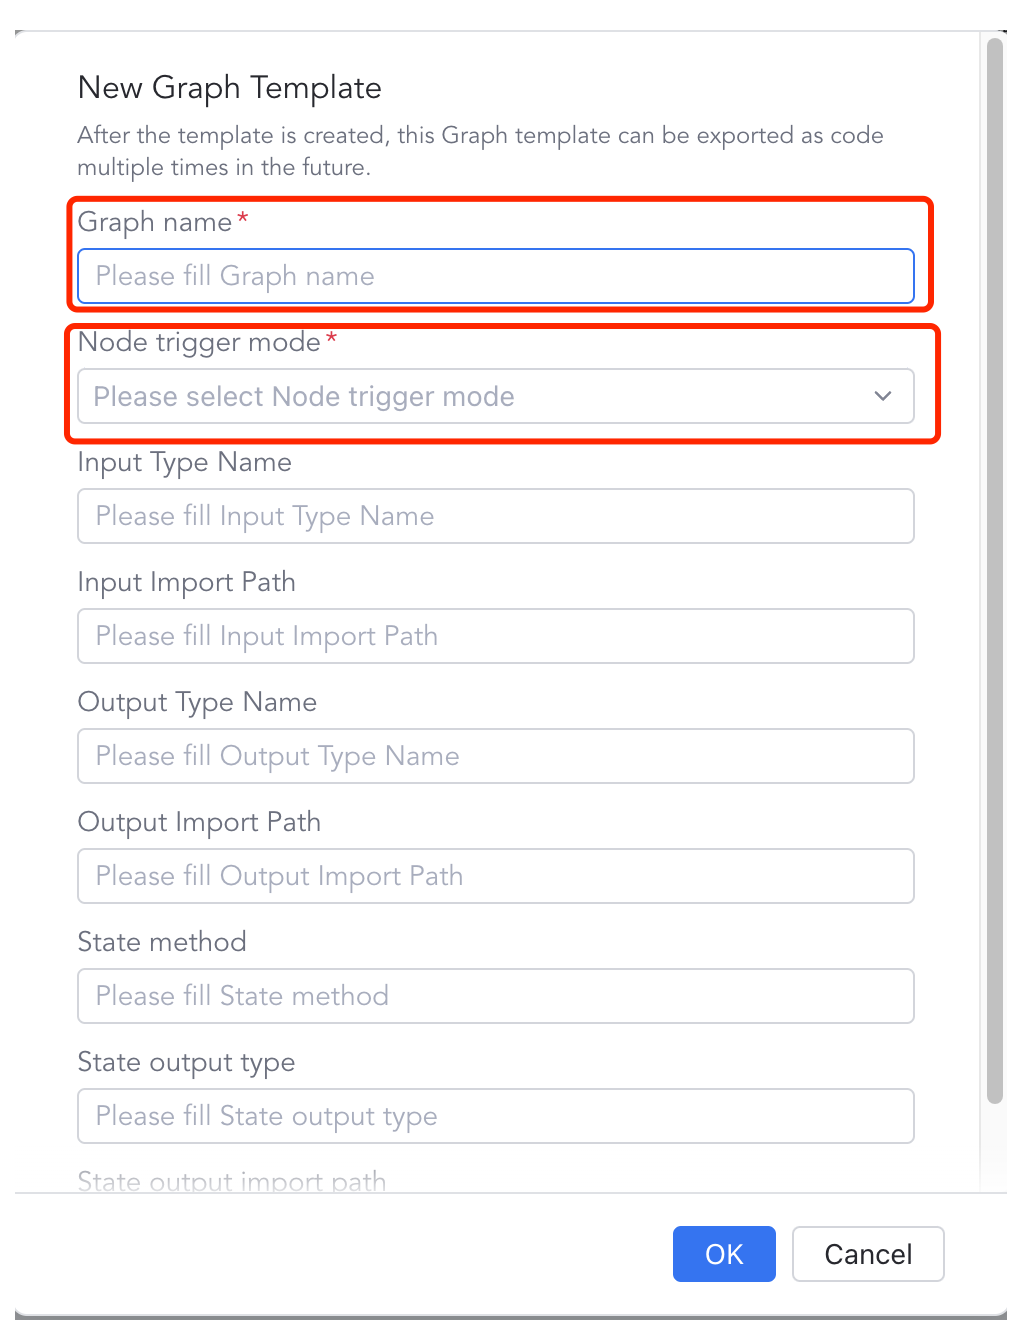 New Graph Template
After the template is created, this Graph template can be exported as code
multiple times in the future.
Graph name*
Please fill Graph name
Node trigger mode*
Please select Node trigger mode
Input Type Name
Please fill Input Type Name
Input Import Path
Please fill Input Import Path
Output Type Name
Please fill Output Type Name
Output Import Path
Please fill Output Import Path
State method
Please fill State method
State output type
Please fill State output type
State output import path
OK
Cancel